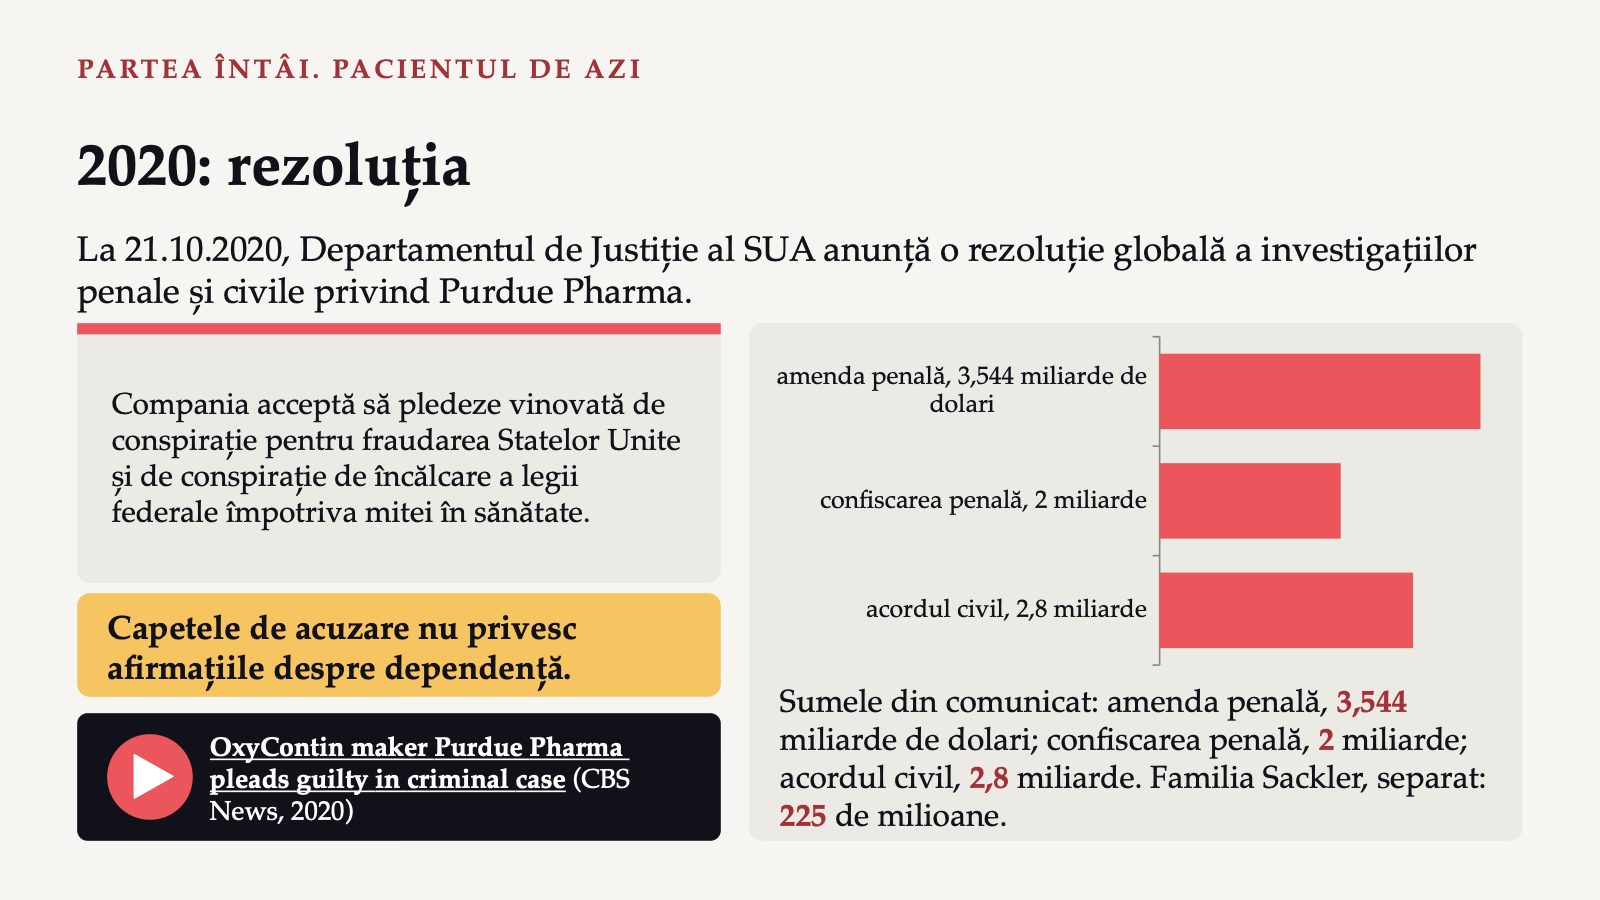 PARTEA ÎNTÂI. PACIENTUL DE AZI
2020: rezoluția
La 21.10.2020, Departamentul de Justiție al SUA anunță o rezoluție globală a investigațiilor
penale și civile privind Purdue Pharma.
Compania acceptă să pledeze vinovată de
conspirație pentru fraudarea Statelor Unite
și de conspirație de încălcare a legii
federale împotriva mitei în sănătate.
Capetele de acuzare nu privesc
afirmațiile despre dependență.
OxyContin maker Purdue Pharma
pleads guilty in criminal case (CBS
News, 2020)
amenda penală, 3,544 miliarde de
dolari
confiscarea penală, 2 miliarde
acordul civil, 2,8 miliarde
Sumele din comunicat: amenda penală, 3,544
miliarde de dolari; confiscarea penală, 2 miliarde;
acordul civil, 2,8 miliarde. Familia Sackler, separat:
225 de milioane.